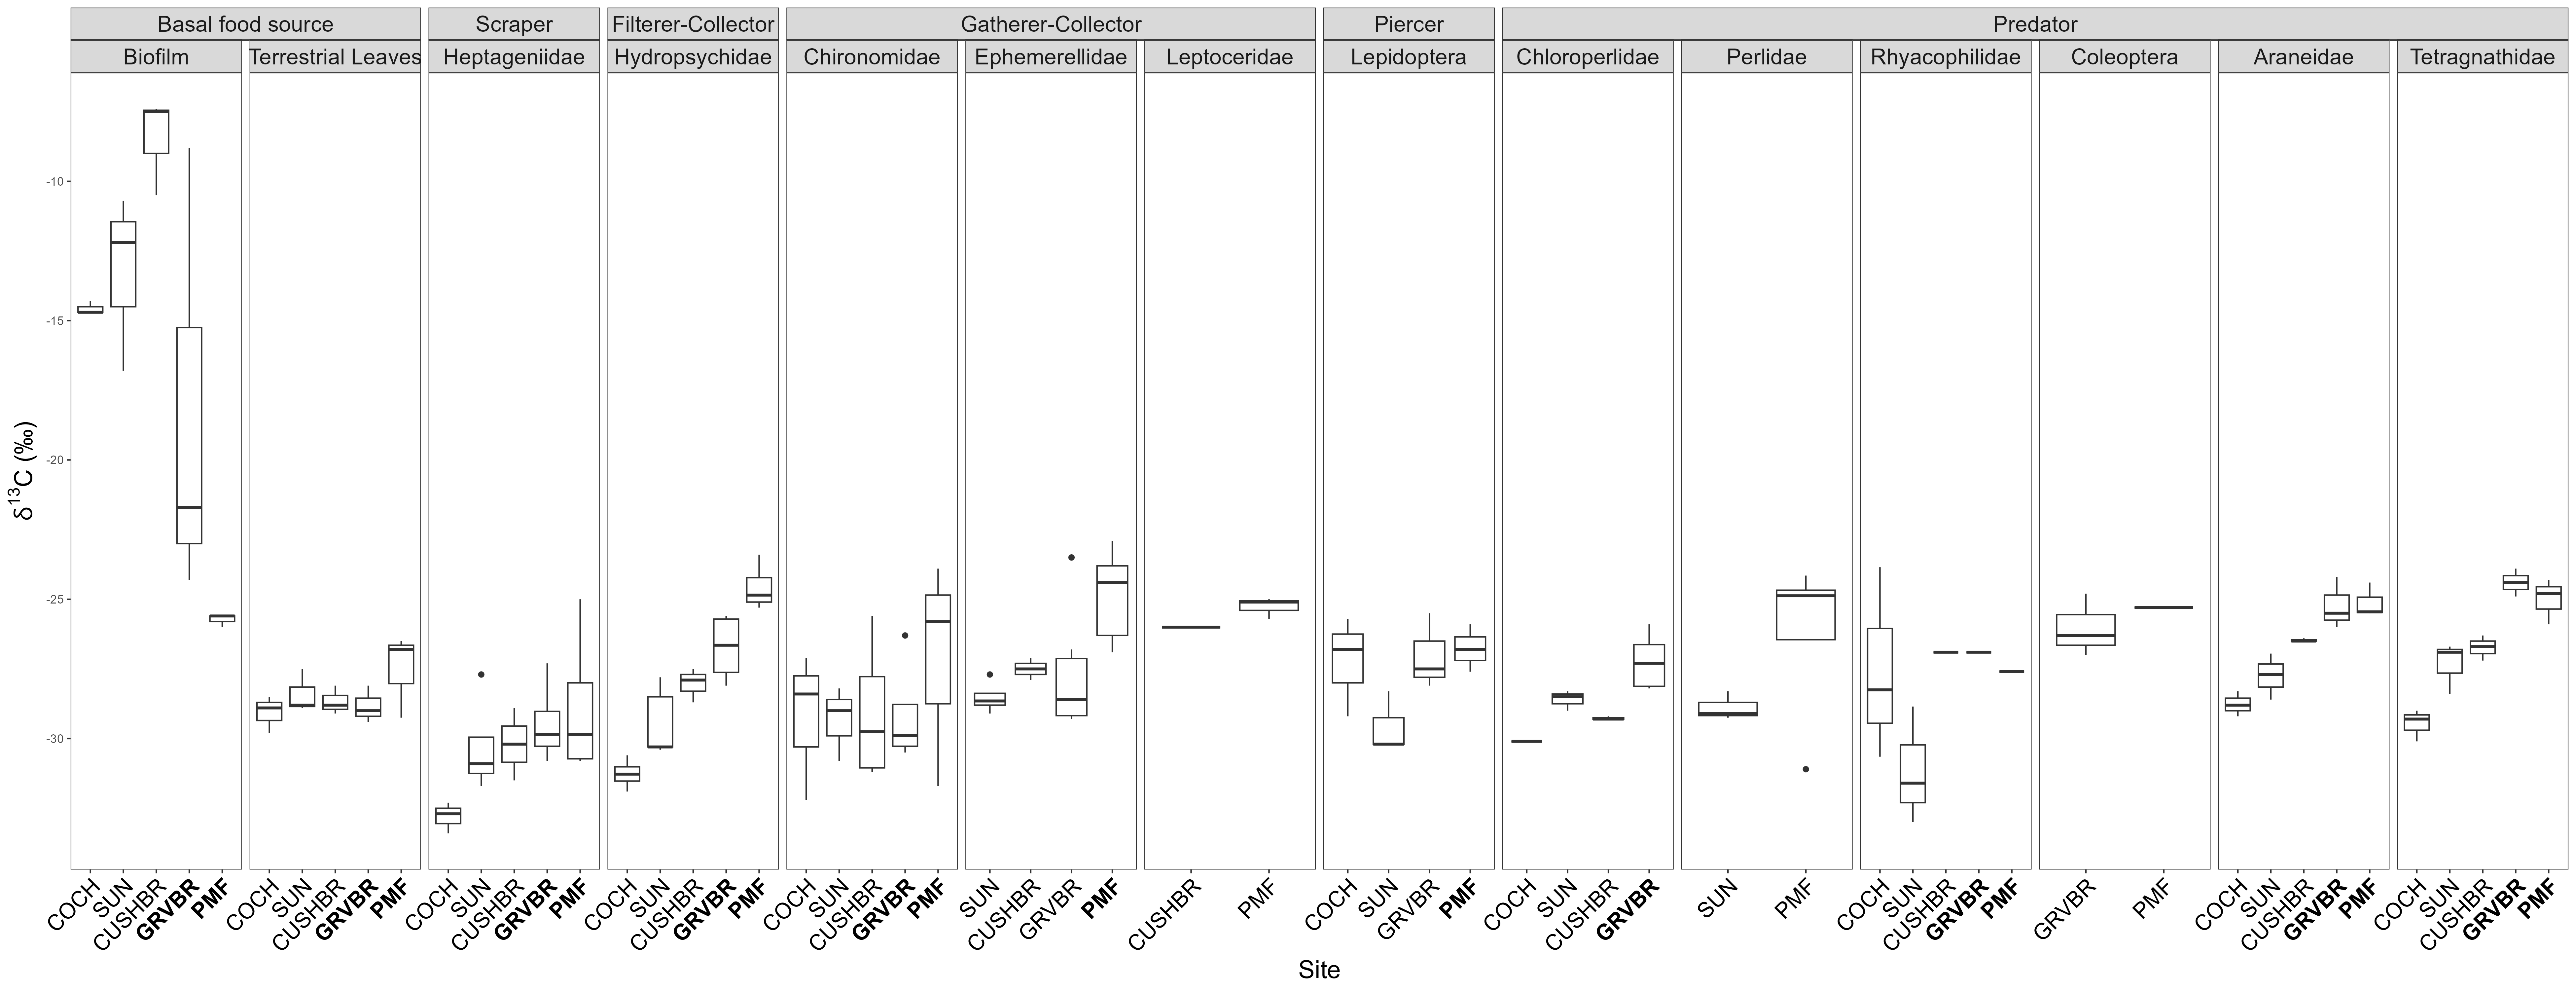 Basal food source Scraper Filterer-Collector Gatherer-Collector Piercer Predator
Biofilm Terrestrial Leaves Heptageniidae Hydropsychidae Chironomidae Ephemerellidae Leptoceridae Lepidoptera Chloroperlidae Perlidae Rhyacophilidae Coleoptera Araneidae Tetragnathidae
-10
-15
-20
-25
-30
δ13C (‰)
COCH SUN CUSHBR GRVBR PMF COCH SUN CUSHBR GRVBR PMF COCH SUN CUSHBR GRVBR PMF COCH SUN CUSHBR GRVBR PMF COCH SUN CUSHBR GRVBR PMF SUN CUSHBR GRVBR PMF CUSHBR PMF COCH SUN GRVBR PMF COCH SUN CUSHBR GRVBR SUN PMF COCH SUN CUSHBR GRVBR PMF GRVBR PMF COCH SUN CUSHBR GRVBR PMF COCH SUN CUSHBR GRVBR PMF
Site